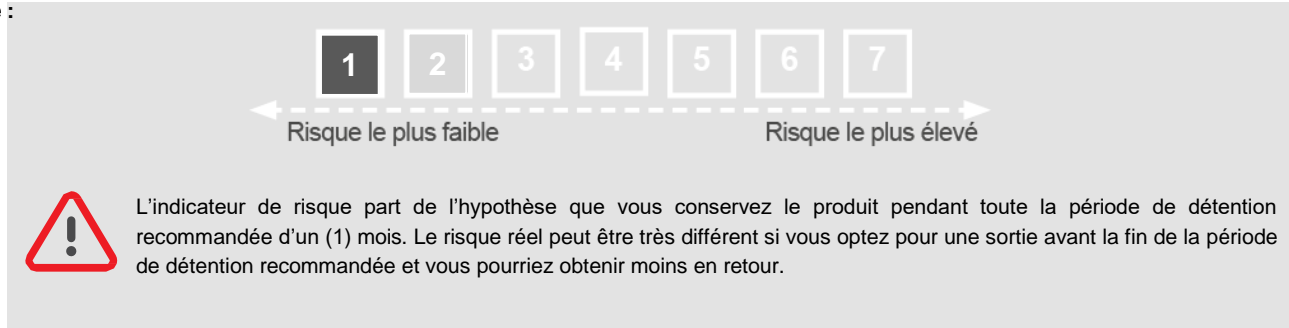 :
1 2 3 4 5 6 7
Risque le plus faible Risque le plus élevé
L'indicateur de risque part de l'hypothèse que vous conservez le produit pendant toute la période de détention
recommandée d'un (1) mois. Le risque réel peut être très différent si vous optez pour une sortie avant la fin de la période
de détention recommandée et vous pourriez obtenir moins en retour.